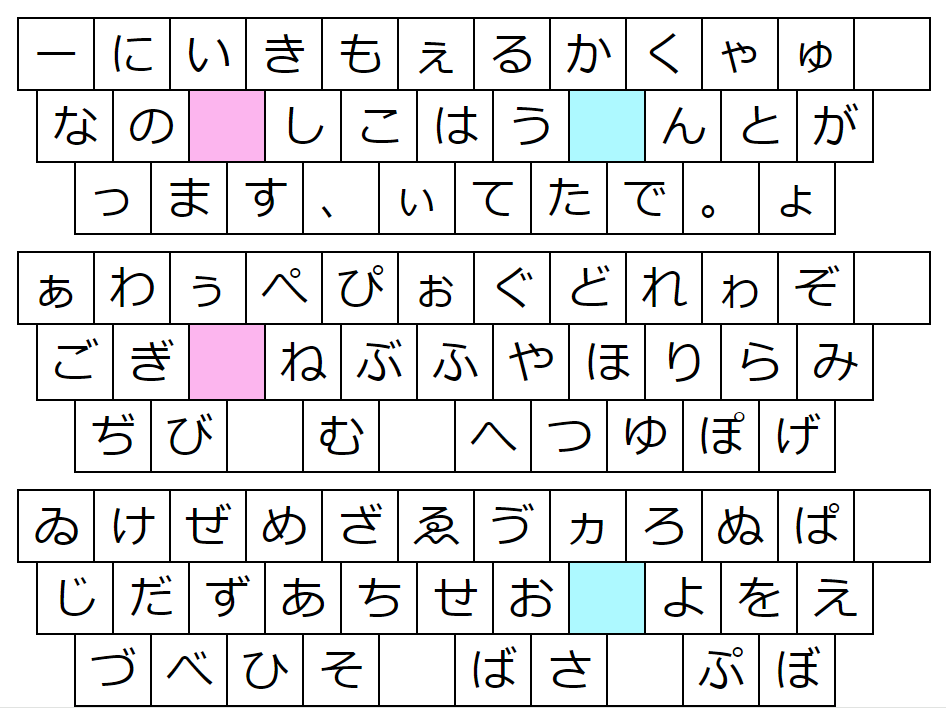 ーにいきもぇるかくゃゅ
なのしこはうんとが
っます、ぃてたで。ょ
ぁわぅぺぴぉぐどれゎぞ
ごぎねぶふやほりらみ
ぢびむへつゆぽげ
ゐけぜめざゑゔヵろぬぱ
じだずあちせおよをえ
づべひそばさぷぼ